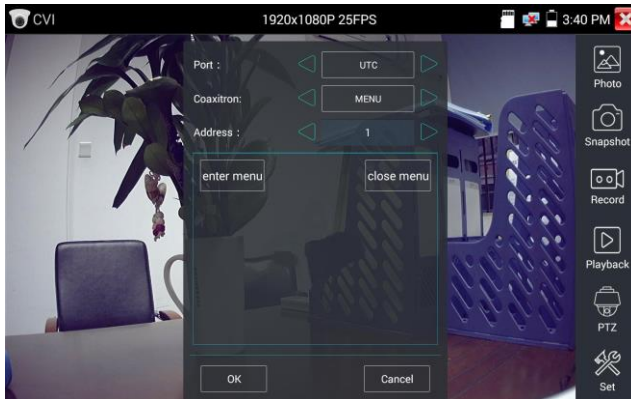 CVI 1920x1080P 25FPS 3:40 PM
Port : UTC
Coaxitron: MENU
Address : 1
enter menu close menu
OK Cancel
Photo
Snapshot
Record
Playback
PTZ
Set